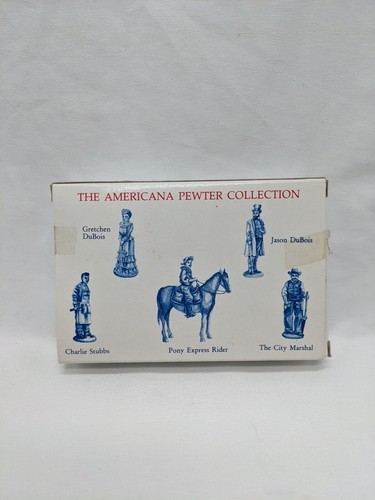 THE AMERICANA PEWTER COLLECTION
Gretchen
DuBois
Jason DuBois
Charlie Stubbs
Pony Express Rider
The City Marshal